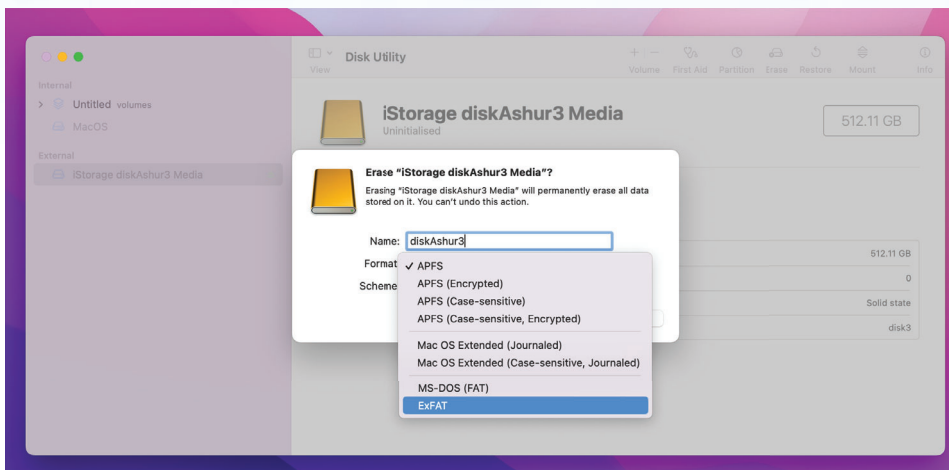 Disk Utility
View
Volume First Aid Partition Erase Restore Mount Info
Internal
Untitled volumes
MacOS
External
iStorage diskAshur3 Media
iStorage diskAshur3 Media
Uninitialised
512.11 GB
Erase “iStorage diskAshur3 Media”?
Erasing “iStorage diskAshur3 Media” will permanently erase all data
stored on it. You can’t undo this action.
Name: diskAshur3
Format
✓ APFS
Scheme
APFS (Encrypted)
APFS (Case-sensitive)
APFS (Case-sensitive, Encrypted)
Mac OS Extended (Journaled)
Mac OS Extended (Case-sensitive, Journaled)
MS-DOS (FAT)
ExFAT
512.11 GB
0
Solid state
disk3